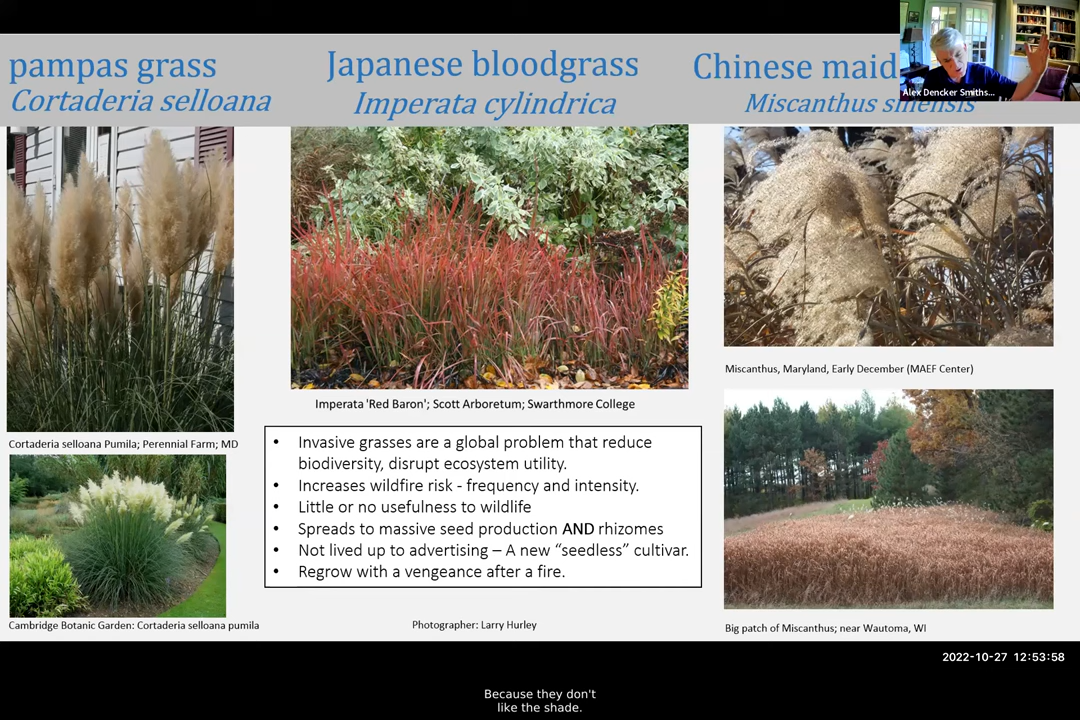 pampas grass
Cortaderia selloana
Japanese bloodgrass
Imperata cylindrica
Chinese maid
Miscanthus sinensis
Alex Dencker Smiths...
Cortaderia selloana Pumila; Perennial Farm; MD
Cambridge Botanic Garden: Cortaderia selloana pumila
Imperata 'Red Baron'; Scott Arboretum; Swarthmore College
• Invasive grasses are a global problem that reduce
biodiversity, disrupt ecosystem utility.
• Increases wildfire risk - frequency and intensity.
• Little or no usefulness to wildlife
• Spreads to massive seed production AND rhizomes
• Not lived up to advertising – A new “seedless” cultivar.
• Regrow with a vengeance after a fire.
Photographer: Larry Hurley
Miscanthus, Maryland, Early December (MAEF Center)
Big patch of Miscanthus; near Wautoma, WI
2022-10-27 12:53:58
Because they don't
like the shade.